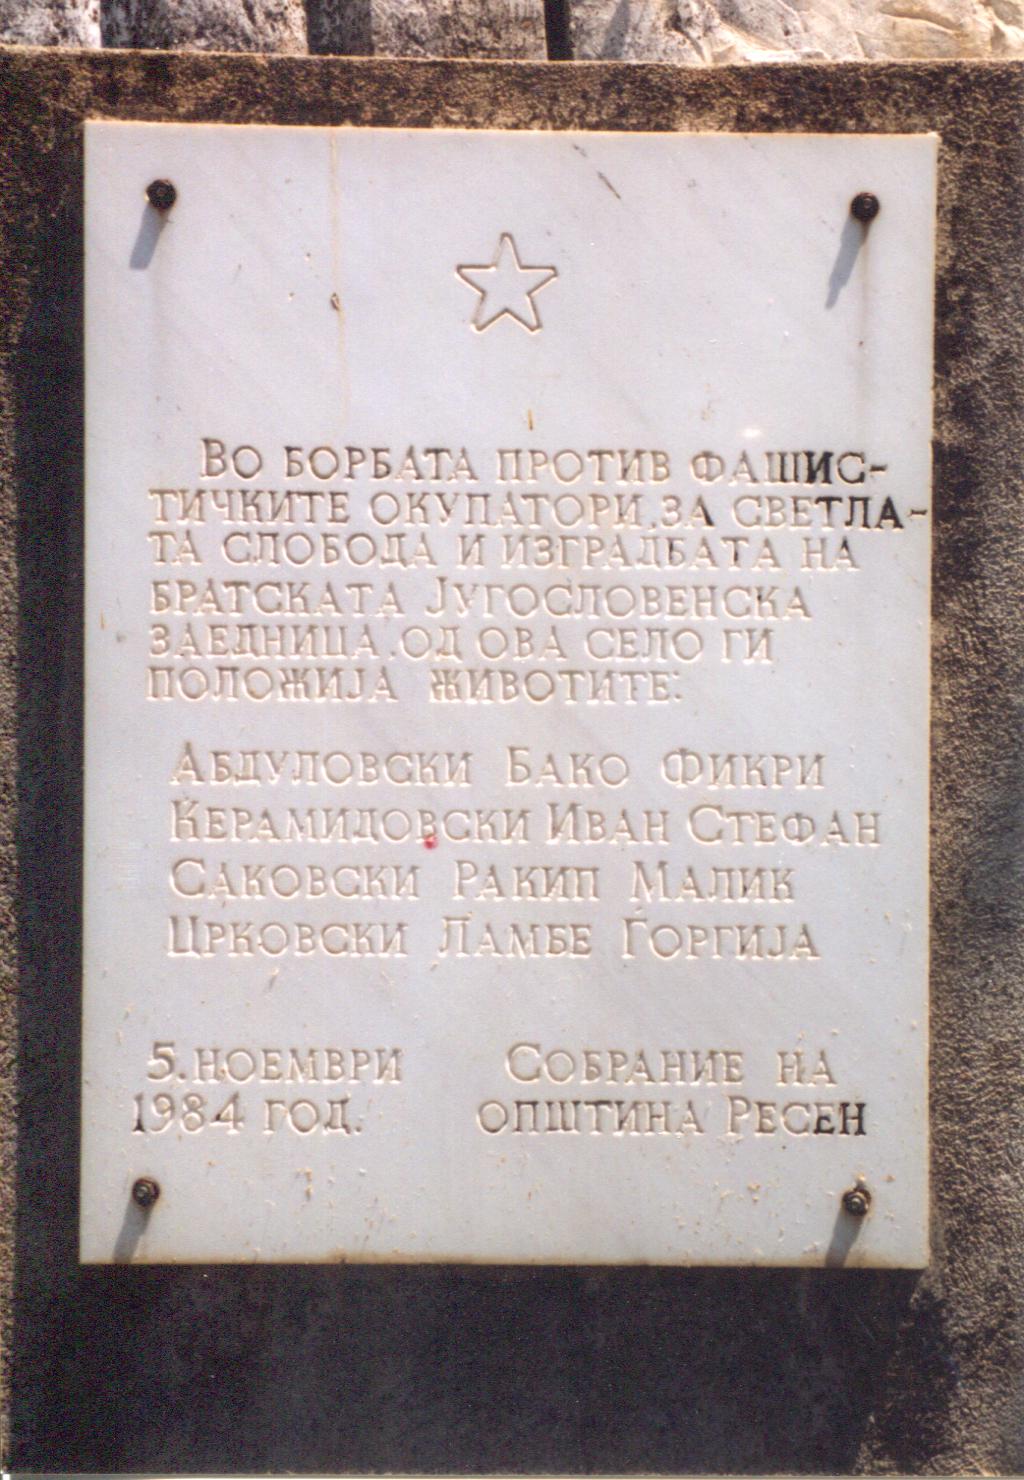 Во борбата против фашис-
тичките окупатори, за светла-
та слобода и изградбата на
братската Југословенска
заедница, од ова село ги
положија животите:
Абдуловски Бако Фикри
Керамидовски Иван Стефан
Саковски Ракип Малик
Црковски Ламбе Ѓоргија
5. ноември
1984 год.
Собрание на
општина Ресен